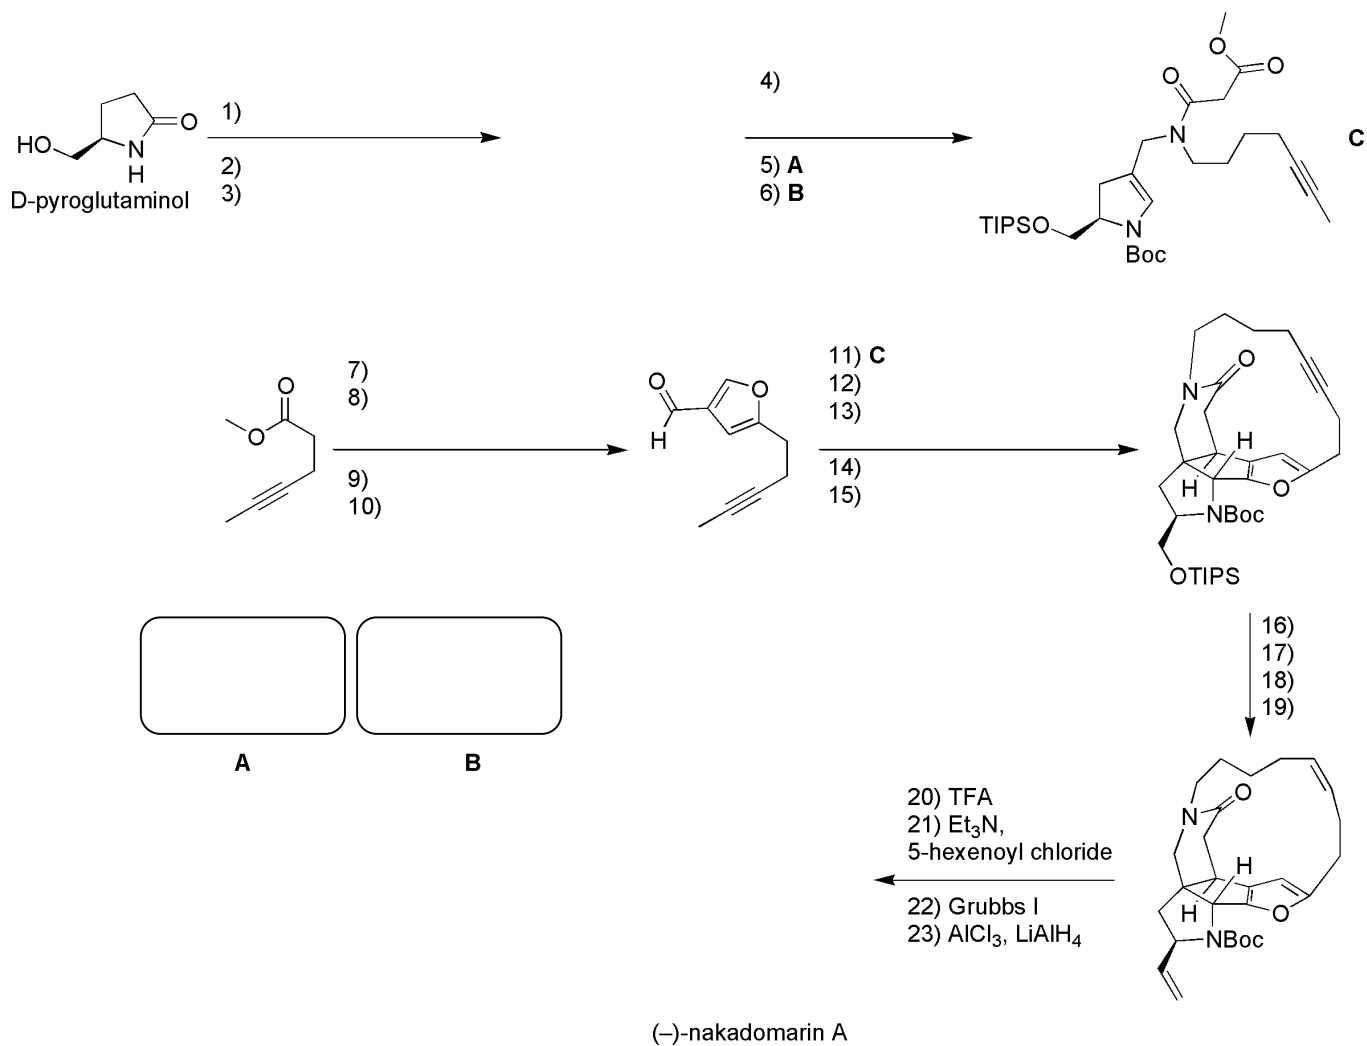 HO
O
N
H
D-pyroglutaminol
1)
2)
3)
4)
5) A
6) B
O
O
O
N
TIPSO
N
Boc
C
O
O
7)
8)
9)
10)
O
H
O
11) C
12)
13)
14)
15)
N
O
H
H
O
NBoc
OTIPS
A
B
16)
17)
18)
19)
20) TFA
21) Et3N,
5-hexenoyl chloride
22) Grubbs I
23) AlCl3, LiAlH4
N
O
H
H
O
NBoc
(–)-nakadomarin A